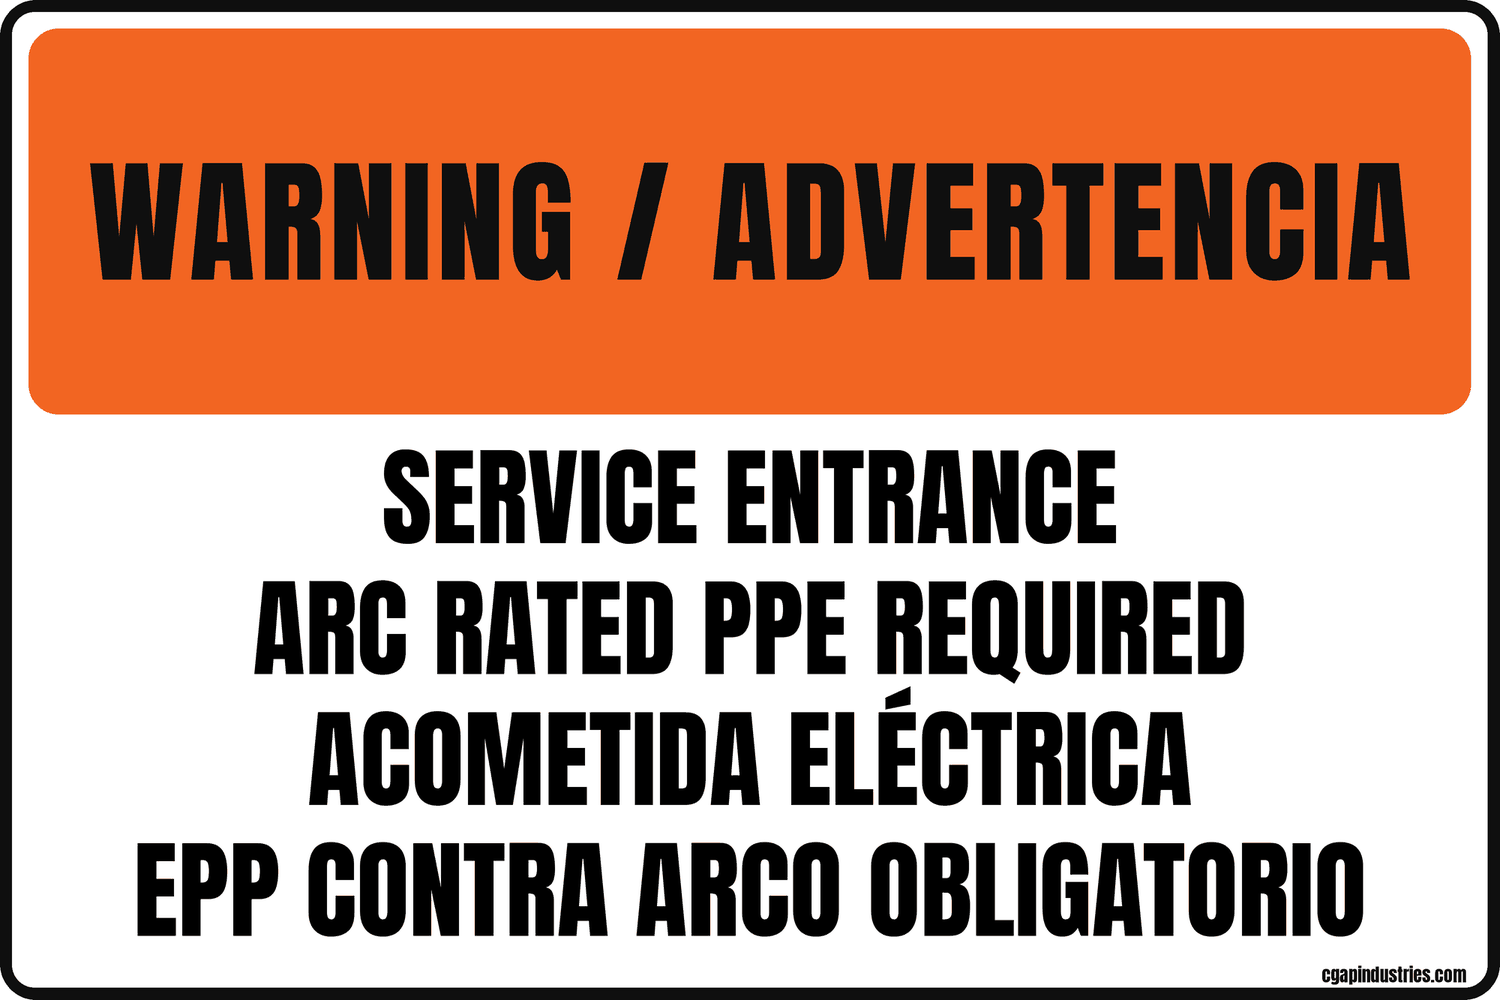 WARNING / ADVERTENCIA
SERVICE ENTRANCE
ARC RATED PPE REQUIRED
ACOMETIDA ELÉCTRICA
EPP CONTRA ARCO OBLIGATORIO
cgapindustries.com